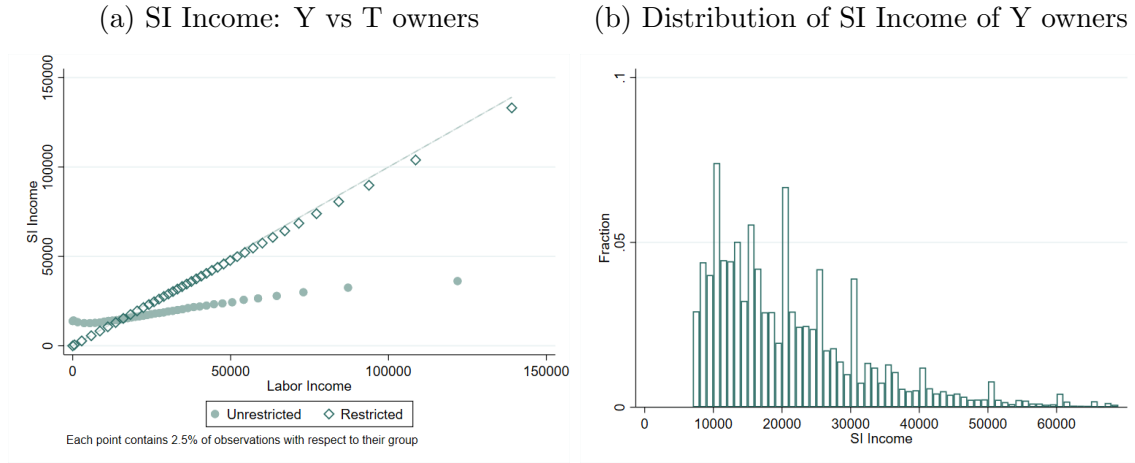 (a) SI Income: Y vs T owners
SI Income
150000
100000
50000
0
0 50000 100000 150000
Labor Income
Unrestricted Restricted
Each point contains 2.5% of observations with respect to their group
(b) Distribution of SI Income of Y owners
Fraction
.1
.05
0
0 10000 20000 30000 40000 50000 60000
SI Income